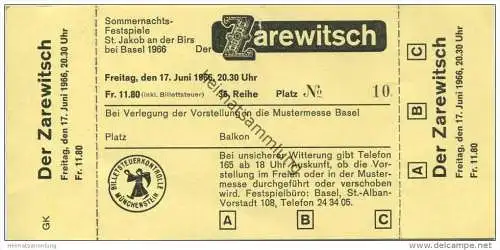 Der Zarewitsch
Freitag, den 17. Juni 1966, 20.30 Uhr
Fr. 11.80
GK
Sommernachts-
Festspiele
St. Jakob an der Birs
bei Basel 1966 Der Zarewitsch
Freitag, den 17. Juni 1966, 20.30 Uhr
Fr. 11.80 (inkl. Billettsteuer) Reihe Platz No 10
Bei Verlegung der Vorstellung in die Mustermesse Basel
Platz Balkon
BILLETSTEUERKONTROLLE
MÜNCHENSTEIN
Bei unsicherer Witterung gibt Telefon
165 ab 18 Uhr Auskunft, ob die Vor-
stellung im Freien oder in der Muster-
messe durchgeführt oder verschoben
wird. Festspielbüro: Basel, St.-Alban-
Vorstadt 108, Telefon 24 34 05.
A B C
C
B
A
Der Zarewitsch
Freitag, den 17. Juni 1966, 20.30 Uhr
Fr. 11.80
heimatsammlung